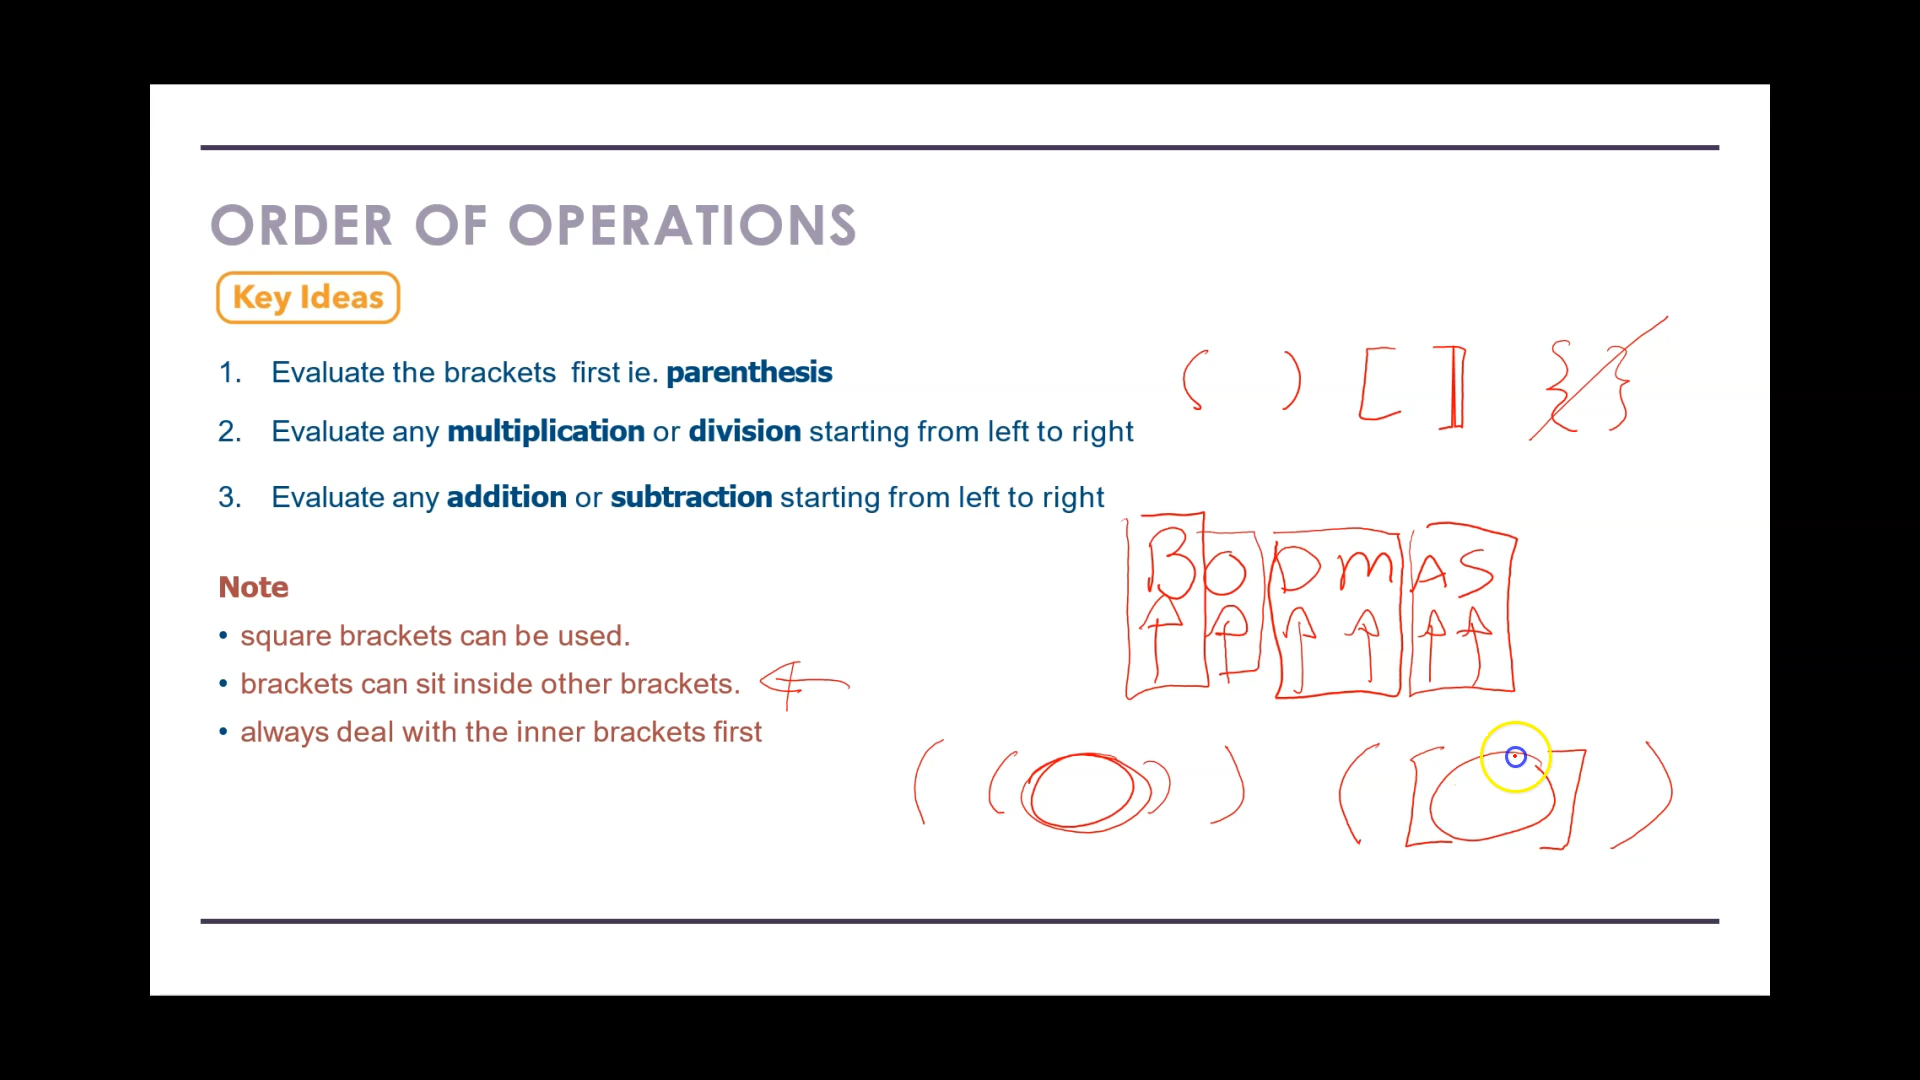 ORDER OF OPERATIONS
Key Ideas
1. Evaluate the brackets first ie. parenthesis
( ) [ ] { }
2. Evaluate any multiplication or division starting from left to right
3. Evaluate any addition or subtraction starting from left to right
B O D M A S
Note
• square brackets can be used.
• brackets can sit inside other brackets.
• always deal with the inner brackets first
( ( ) ) ( [ ] )